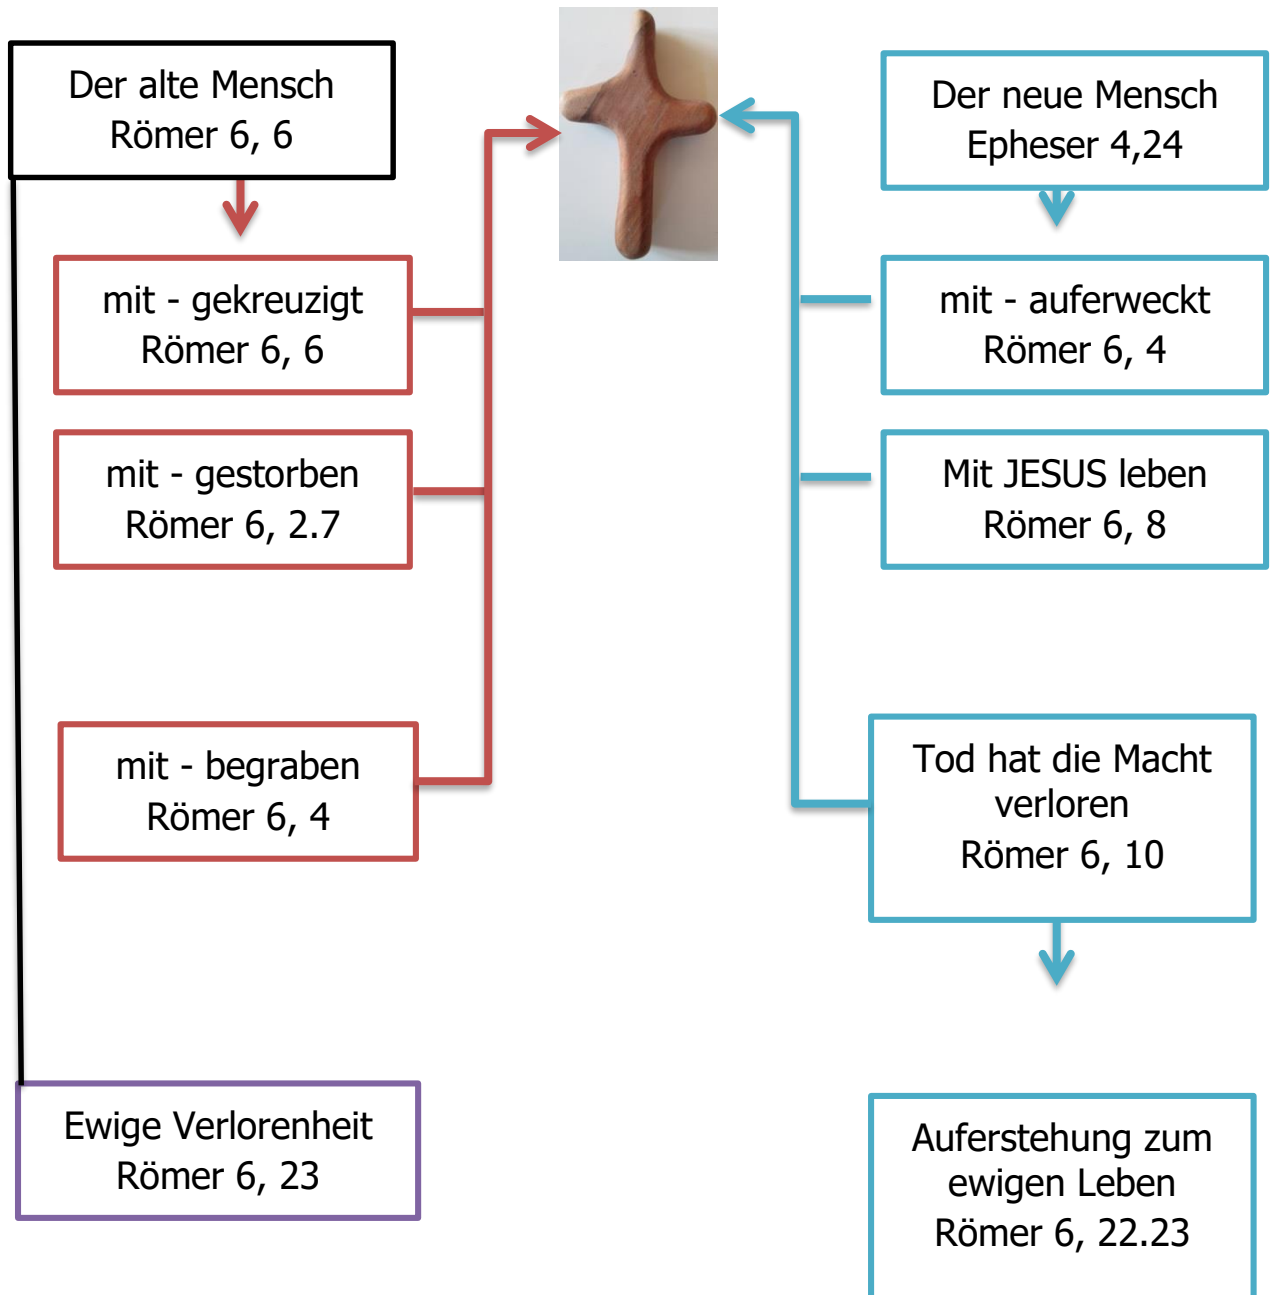 Der alte Mensch
Römer 6, 6
mit - gekreuzigt
Römer 6, 6
mit - gestorben
Römer 6, 2.7
mit - begraben
Römer 6, 4
Ewige Verlorenheit
Römer 6, 23
Der neue Mensch
Epheser 4,24
mit - auferweckt
Römer 6, 4
Mit JESUS leben
Römer 6, 8
Tod hat die Macht
verloren
Römer 6, 10
Auferstehung zum
ewigen Leben
Römer 6, 22.23